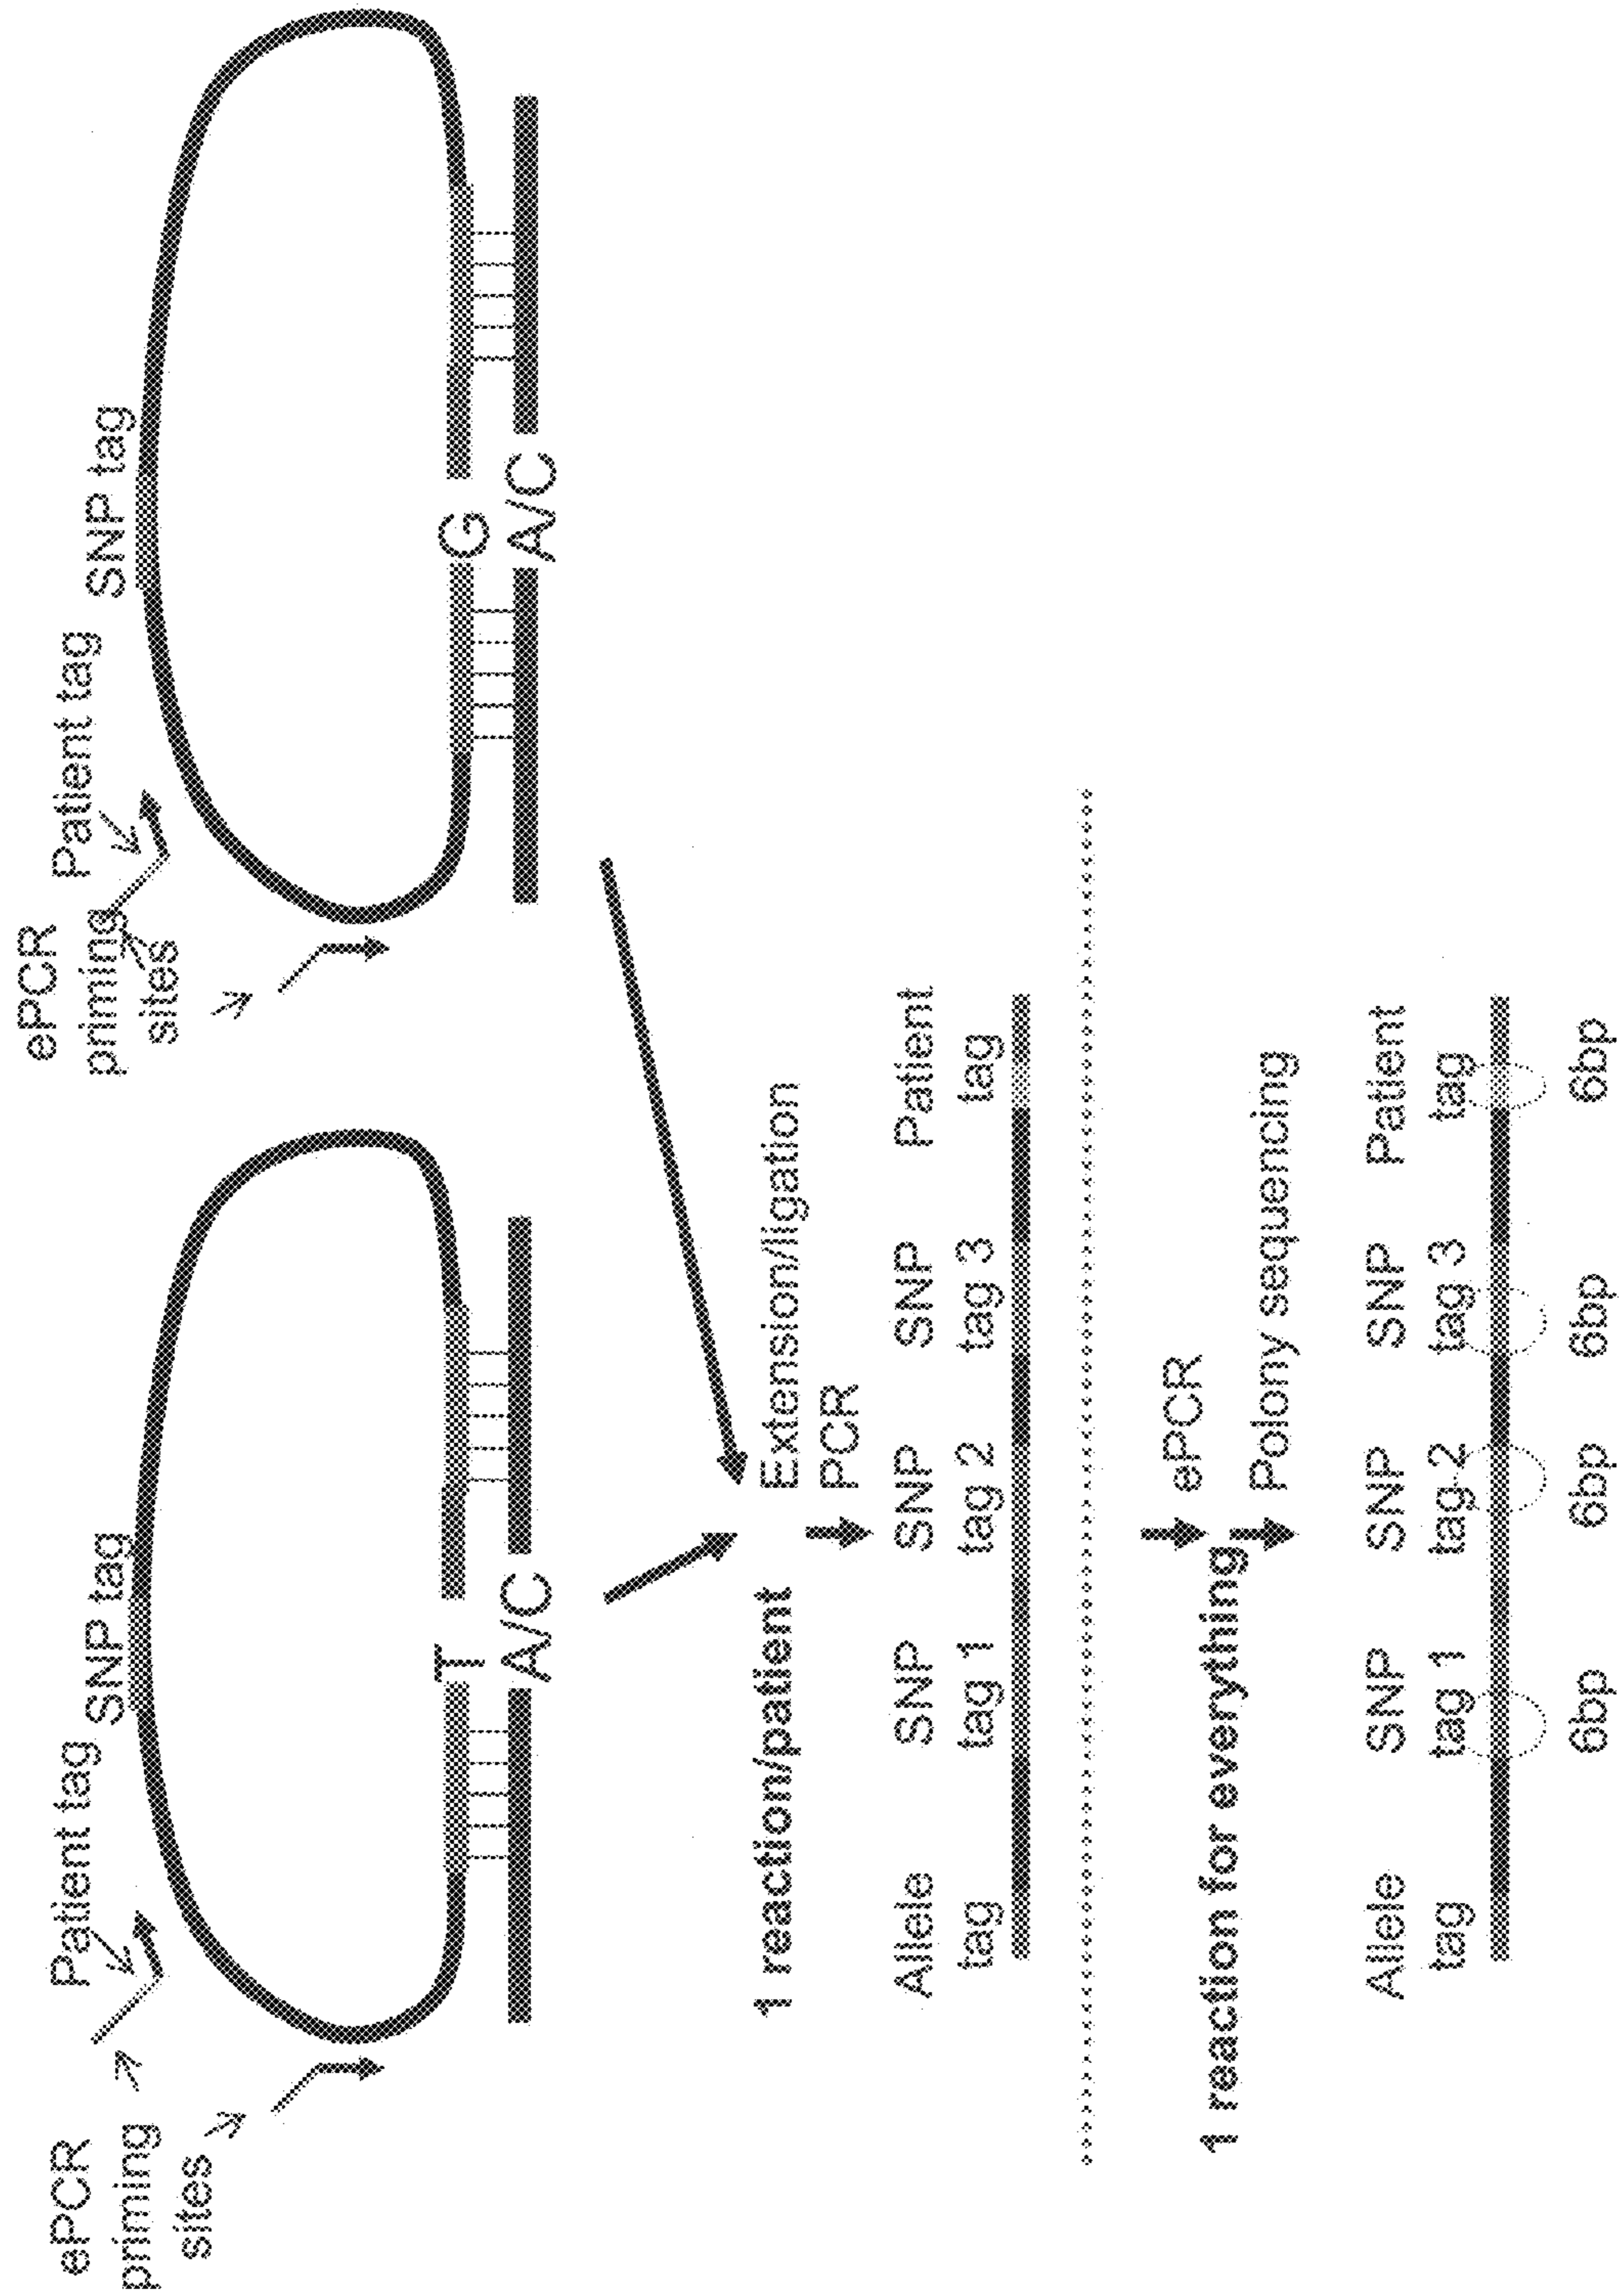 ePCR
priming
sites
Patient tag
SNP tag
T
A/C
ePCR
priming
sites
Patient tag
SNP tag
G
A/C
1 reaction/patient
Extension/ligation
PCR
Allele
tag
SNP
tag 1
SNP
tag 2
SNP
tag 3
Patient
tag
1 reaction for everything
ePCR
Polony sequencing
Allele
tag
SNP
tag 1
SNP
tag 2
SNP
tag 3
Patient
tag
6bp
6bp
6bp
6bp